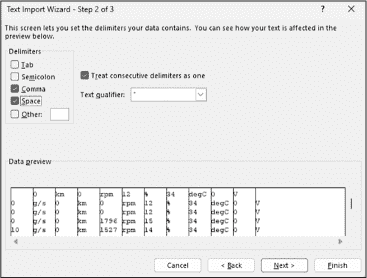 Text Import Wizard - Step 2 of 3
This screen lets you set the delimiters your data contains. You can see how your text is affected in the
preview below.
Delimiters
Tab
Semicolon
Comma
Space
Other:
Treat consecutive delimiters as one
Text qualifier: "
Data preview
0 km 0 rpm 12 % 34 degC 0 V
0 g/s 0 km 0 rpm 12 % 34 degC 0 V
0 g/s 0 km 0 rpm 12 % 34 degC 0 V
0 g/s 0 km 1796 rpm 15 % 34 degC 0 V
10 g/s 0 km 1527 rpm 14 % 34 degC 0 V
Cancel < Back Next > Finish